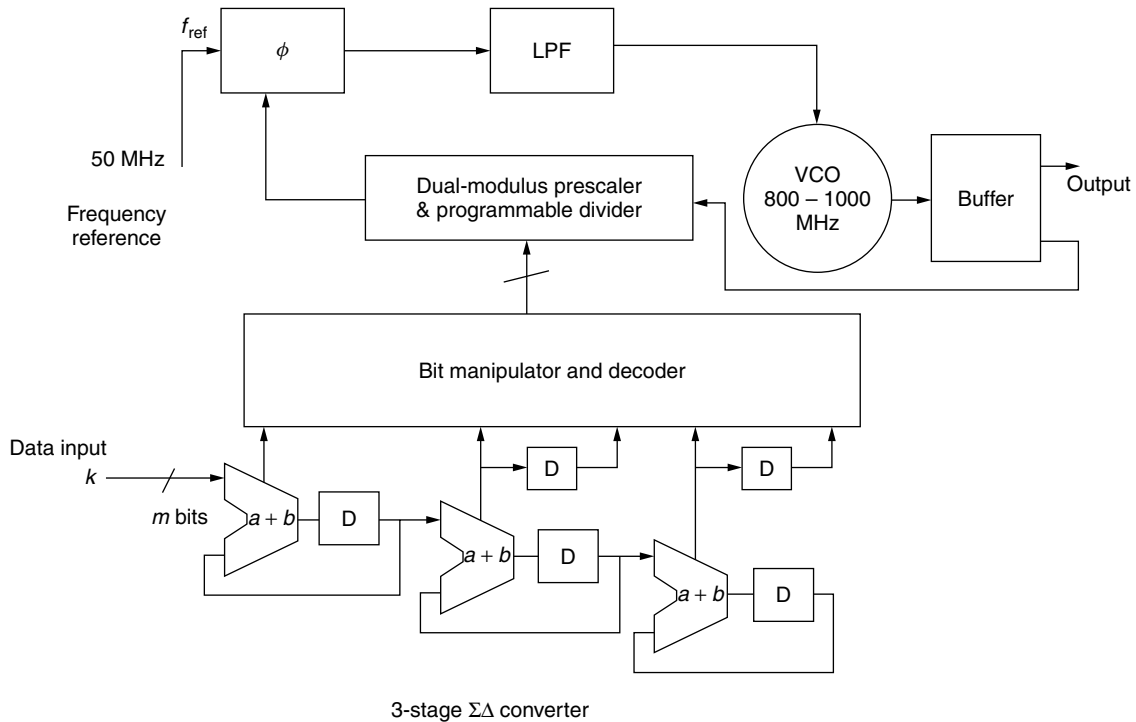 f_ref
ϕ
LPF
50 MHz
Frequency
reference
Dual-modulus prescaler
& programmable divider
VCO
800 – 1000
MHz
Buffer
Output
Bit manipulator and decoder
Data input
k
m bits
a + b
D
D
a + b
D
D
a + b
D
3-stage ΣΔ converter